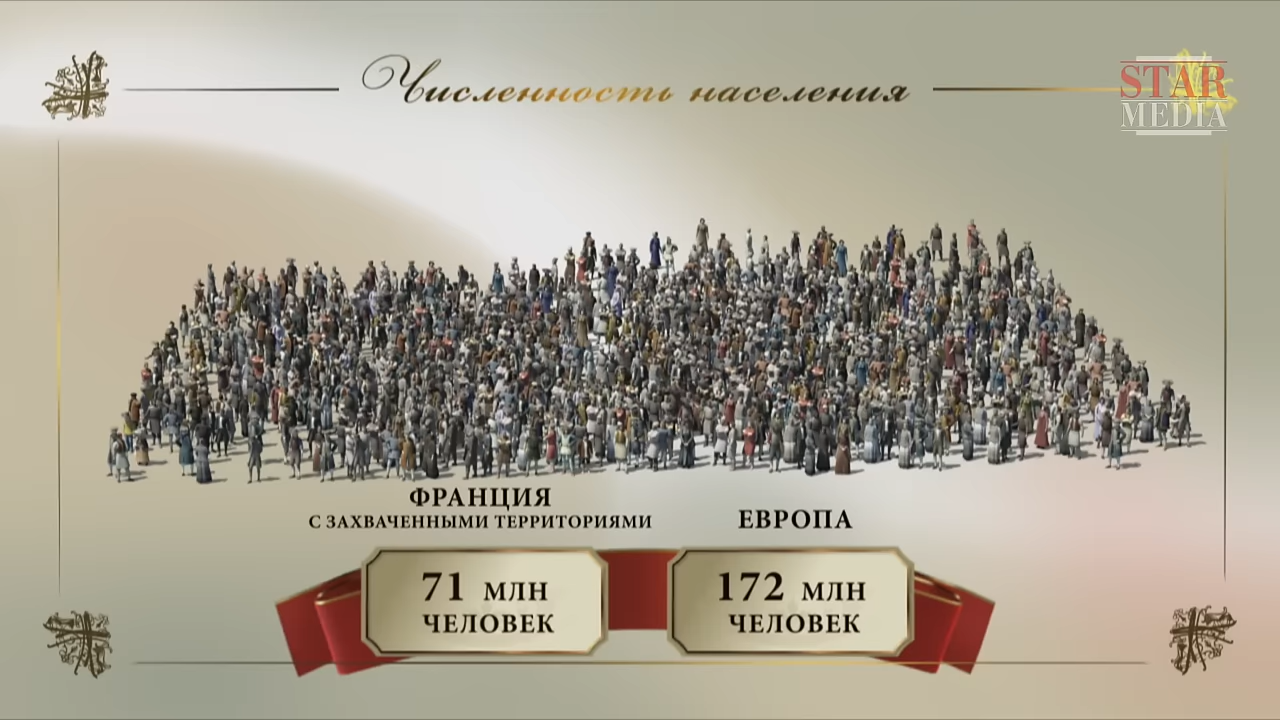 Численность населения
STAR
MEDIA
ФРАНЦИЯ
С ЗАХВАЧЕННЫМИ ТЕРРИТОРИЯМИ
ЕВРОПА
71 МЛН
ЧЕЛОВЕК
172 МЛН
ЧЕЛОВЕК